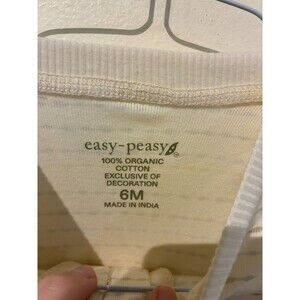 easy-peasy
100% ORGANIC
COTTON
EXCLUSIVE OF
DECORATION
6M
MADE IN INDIA